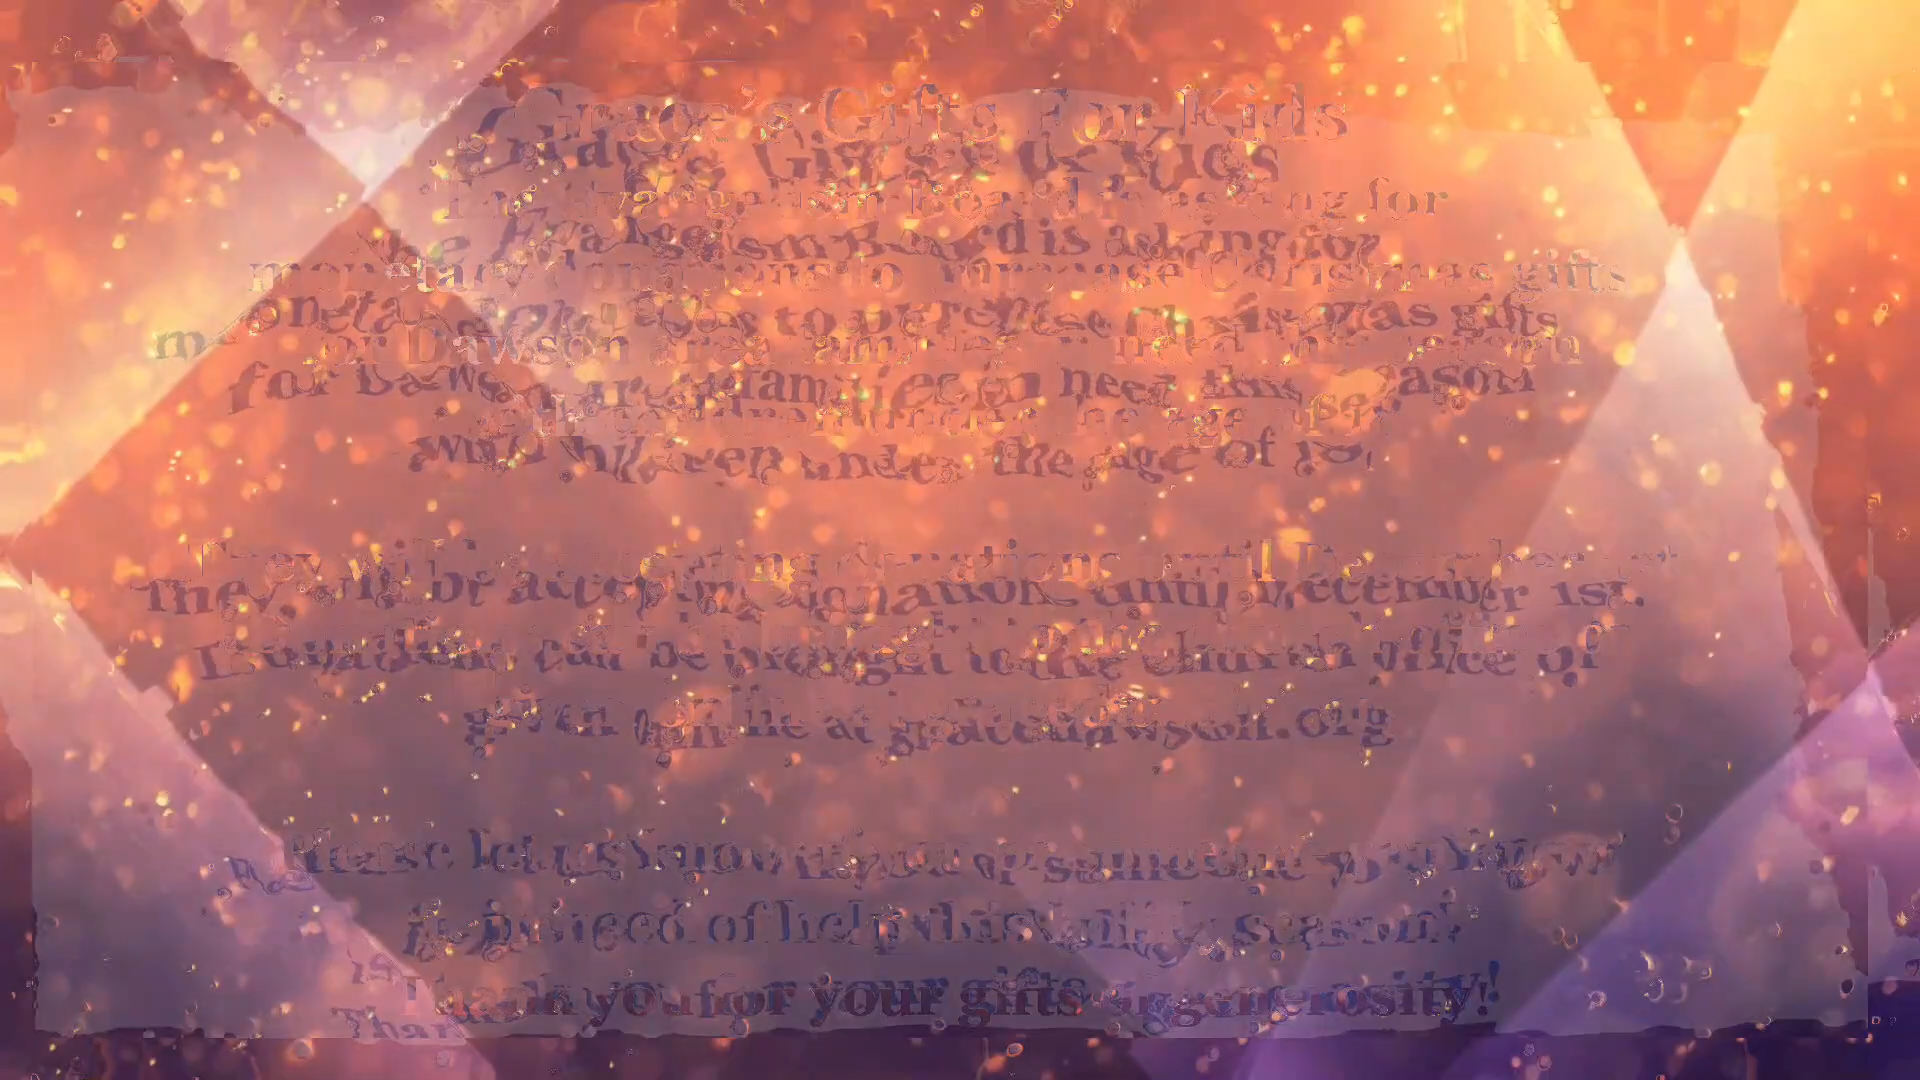 Grace's Gifts For Kids
The Evangelism Board is asking for
monetary donations to purchase Christmas gifts
for Dawson area families in need this season
with children under the age of
They will be accepting donations until December 1st.
Donations can be brought to the church office or
given online at gracedawson.org
Please let us know if you or someone you know
is in need of help this season!
Thank you for your gifts generosity!